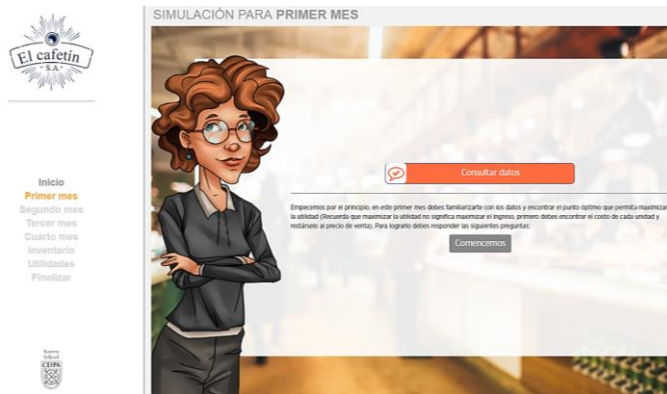 SIMULACIÓN PARA PRIMER MES
El cafetín
S.A.
Inicio
Primer mes
Segundo mes
Tercer mes
Cuarto mes
Inventario
Utilidades
Finalizar
Consultar datos
Empecemos por el principio, en este primer mes debes familiarizarte con los datos y encontrar el punto óptimo que permita maximizar
la utilidad (Recuerda que maximizar la utilidad no significa maximizar el ingreso, primero debes encontrar el costo de cada unidad y
restárselo al precio de venta). Para lograrlo debes responder las siguientes preguntas:
Comencemos
CEIPA